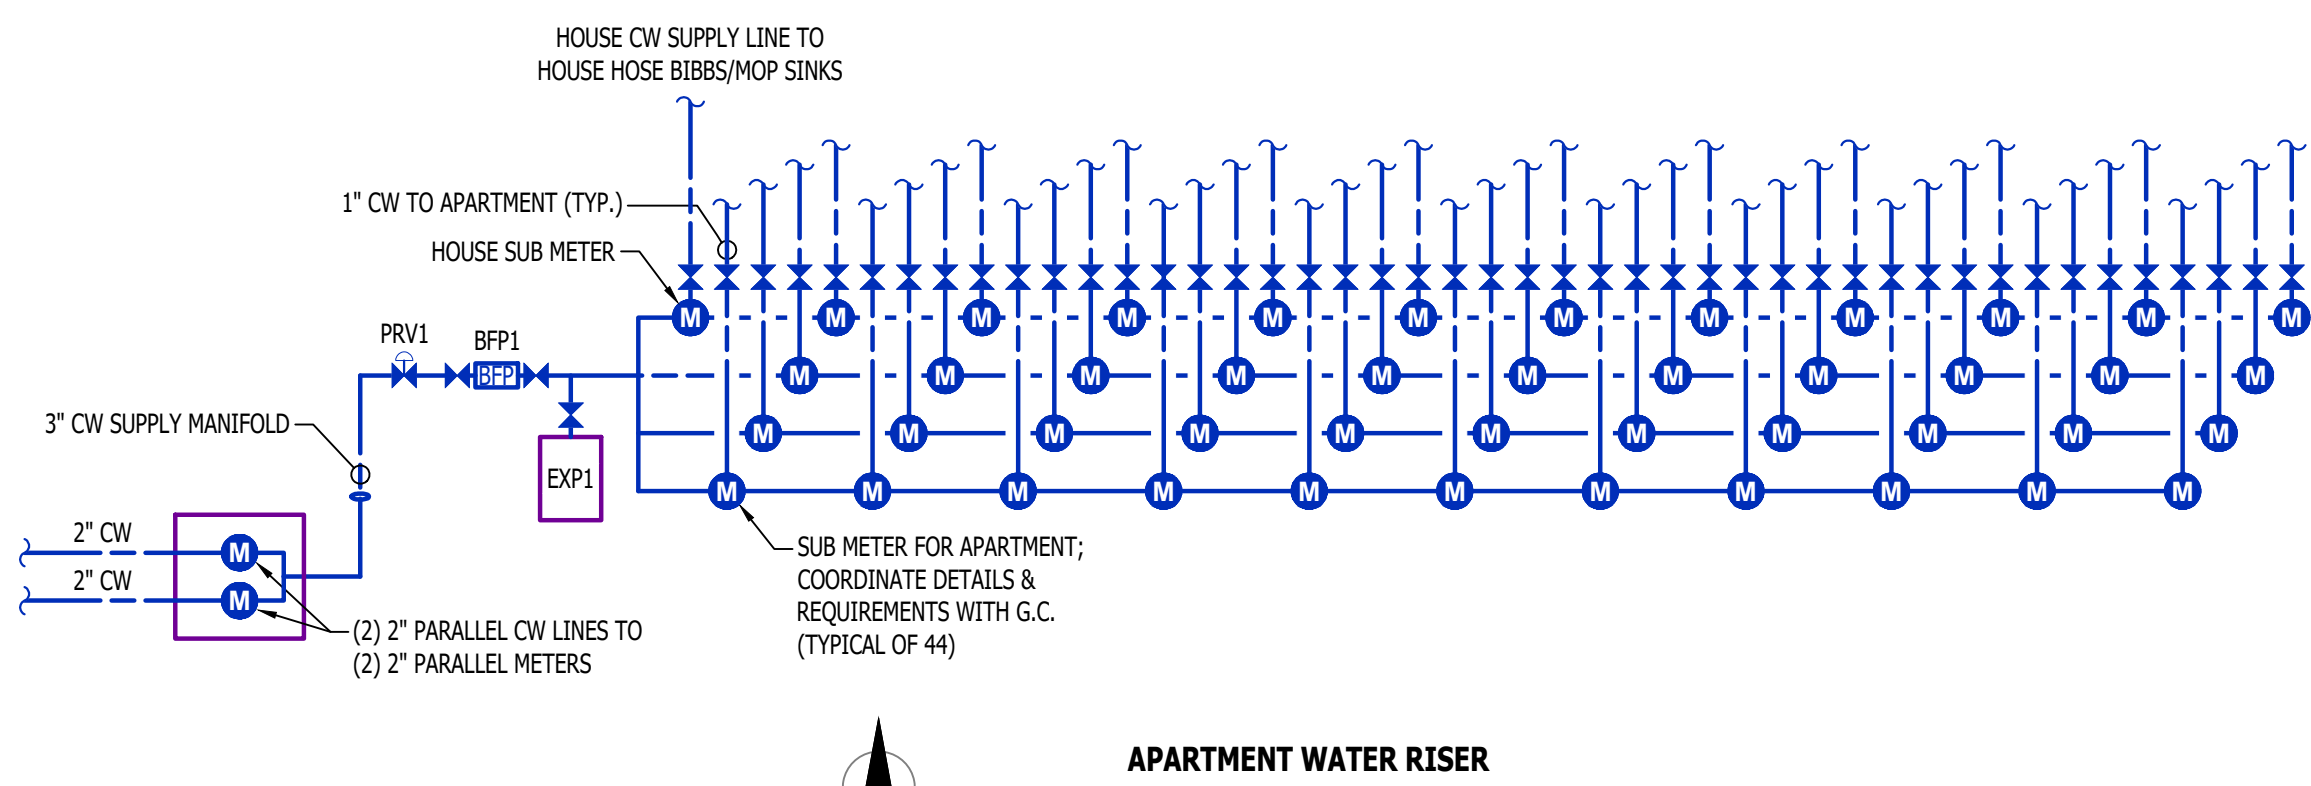 HOUSE CW SUPPLY LINE TO
HOUSE HOSE BIBBS/MOP SINKS
1" CW TO APARTMENT (TYP.)
HOUSE SUB METER
M M M M M M M M M M M M
PRV1
BFP1
BFP
M M M M M M M M M M M
3" CW SUPPLY MANIFOLD
M M M M M M M M M M M
EXP1
M M M M M M M M M M M
2" CW
M
2" CW
M
(2) 2" PARALLEL CW LINES TO
(2) 2" PARALLEL METERS
SUB METER FOR APARTMENT;
COORDINATE DETAILS &
REQUIREMENTS WITH G.C.
(TYPICAL OF 44)
APARTMENT WATER RISER